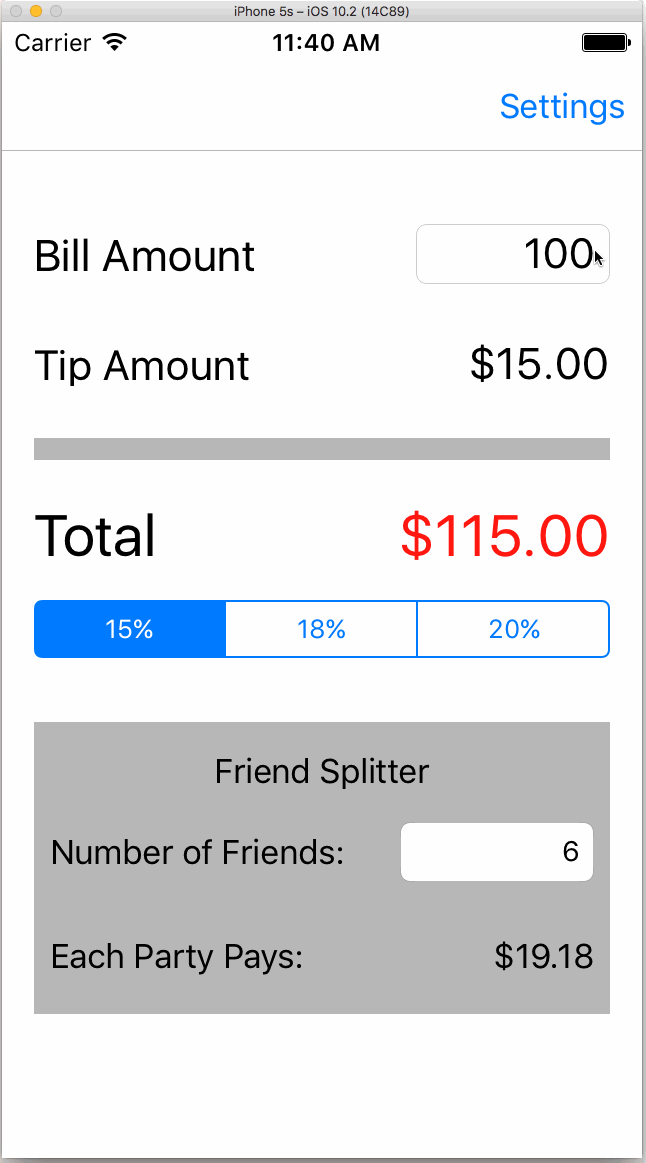 iPhone 5s – iOS 10.2 (14C89)
Carrier 11:40 AM
Settings
Bill Amount 100
Tip Amount $15.00
Total $115.00
15% 18% 20%
Friend Splitter
Number of Friends: 6
Each Party Pays: $19.18